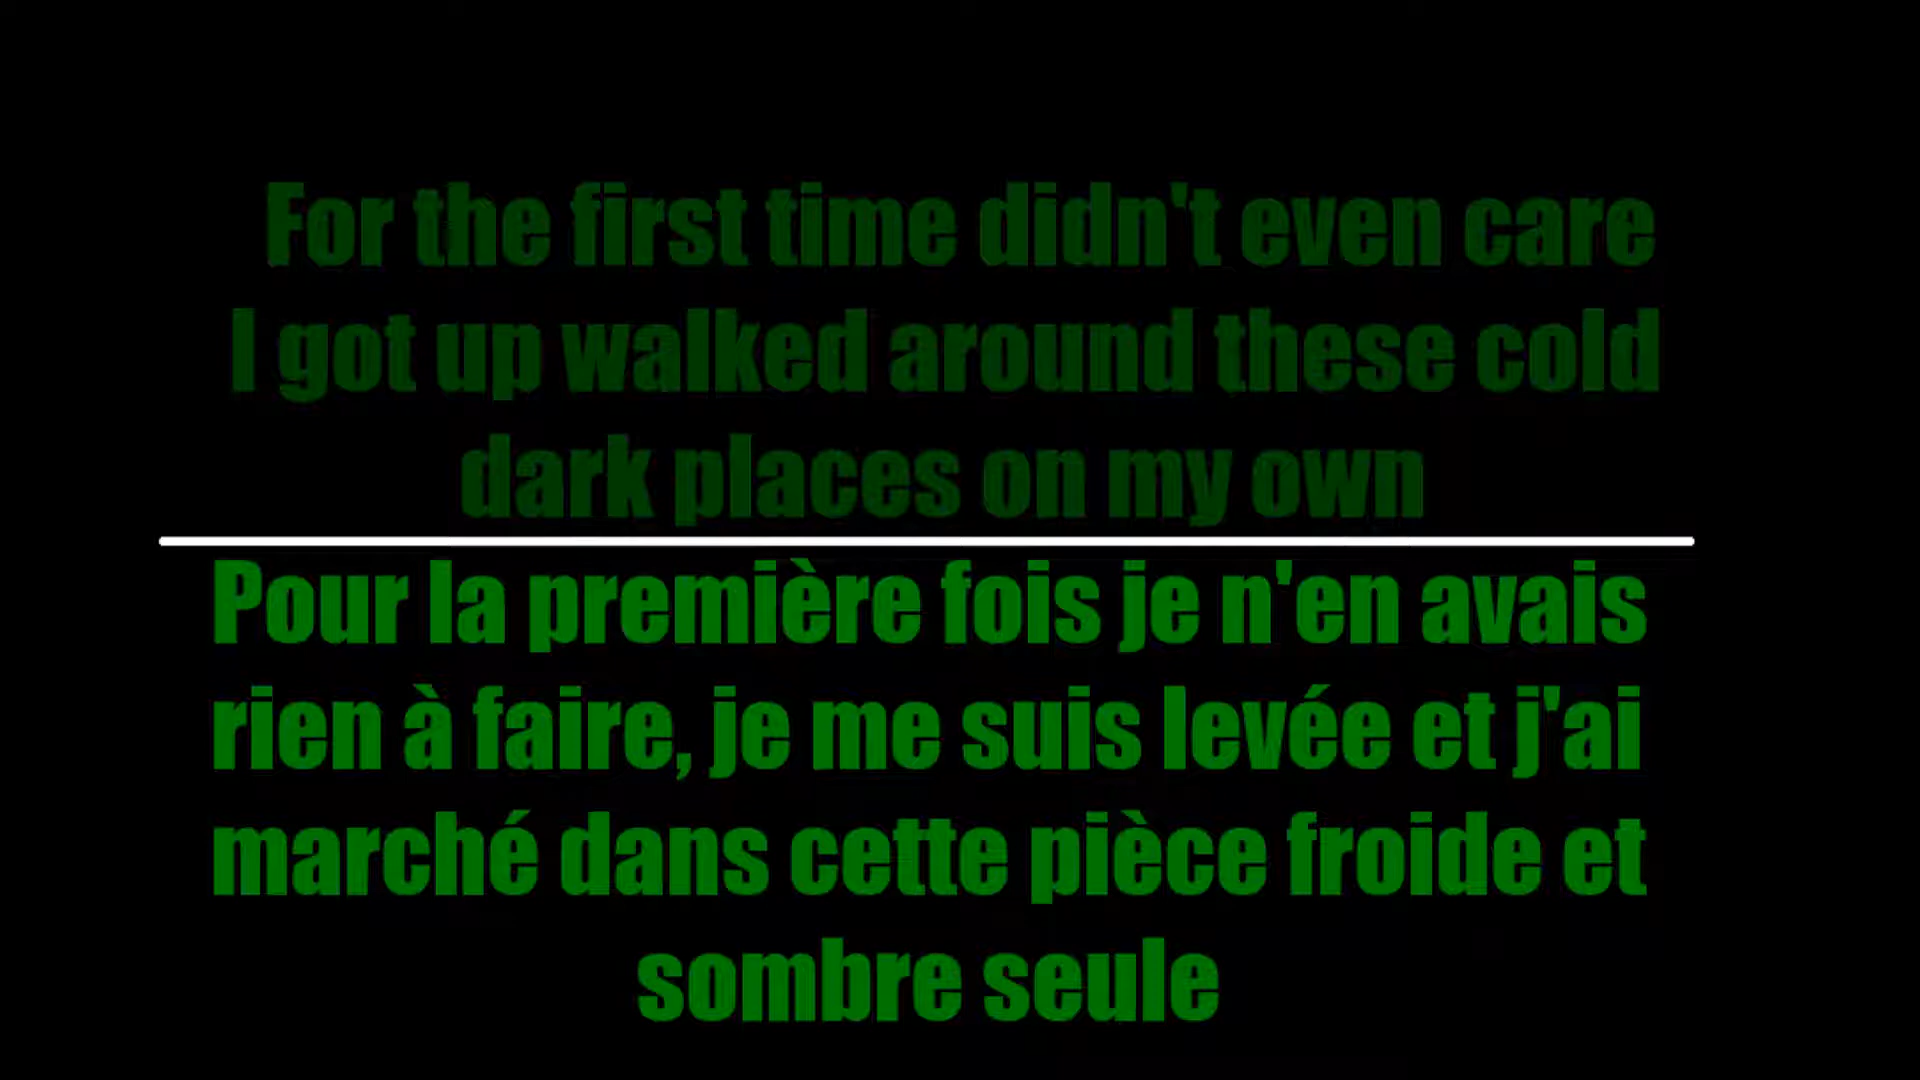 For the first time didn't even care
I got up walked around these cold
dark places on my own
Pour la première fois je n'en avais
rien à faire, je me suis levée et j'ai
marché dans cette pièce froide et
sombre seule